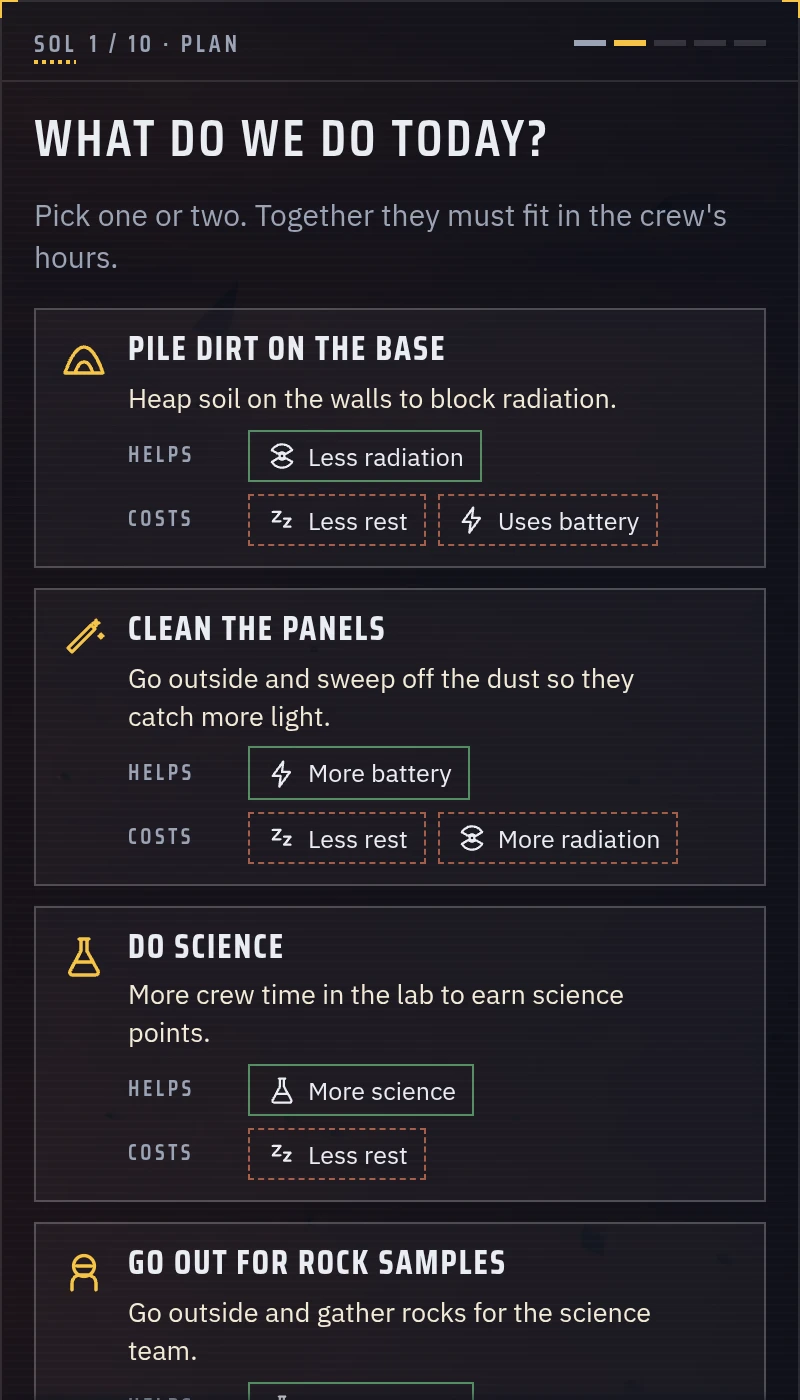 SOL 1 / 10 · PLAN
WHAT DO WE DO TODAY?
Pick one or two. Together they must fit in the crew's
hours.
PILE DIRT ON THE BASE
Heap soil on the walls to block radiation.
HELPS Less radiation
COSTS Less rest Uses battery
CLEAN THE PANELS
Go outside and sweep off the dust so they
catch more light.
HELPS More battery
COSTS Less rest More radiation
DO SCIENCE
More crew time in the lab to earn science
points.
HELPS More science
COSTS Less rest
GO OUT FOR ROCK SAMPLES
Go outside and gather rocks for the science
team.